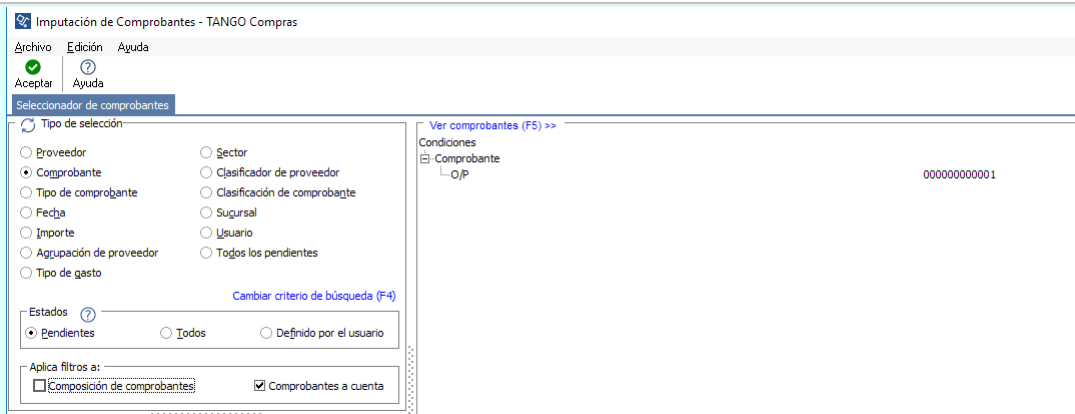 Imputación de Comprobantes - TANGO Compras
Archivo Edición Ayuda
Aceptar Ayuda
Seleccionador de comprobantes
Tipo de selección
Proveedor
Comprobante
Tipo de comprobante
Fecha
Importe
Agrupación de proveedor
Tipo de gasto
Sector
Clasificador de proveedor
Clasificación de comprobante
Sucursal
Usuario
Todos los pendientes
Cambiar criterio de búsqueda (F4)
Estados
Pendientes Todos Definido por el usuario
Aplica filtros a:
Composición de comprobantes Comprobantes a cuenta
Ver comprobantes (F5) >>
Condiciones
Comprobante
O/P 000000000001